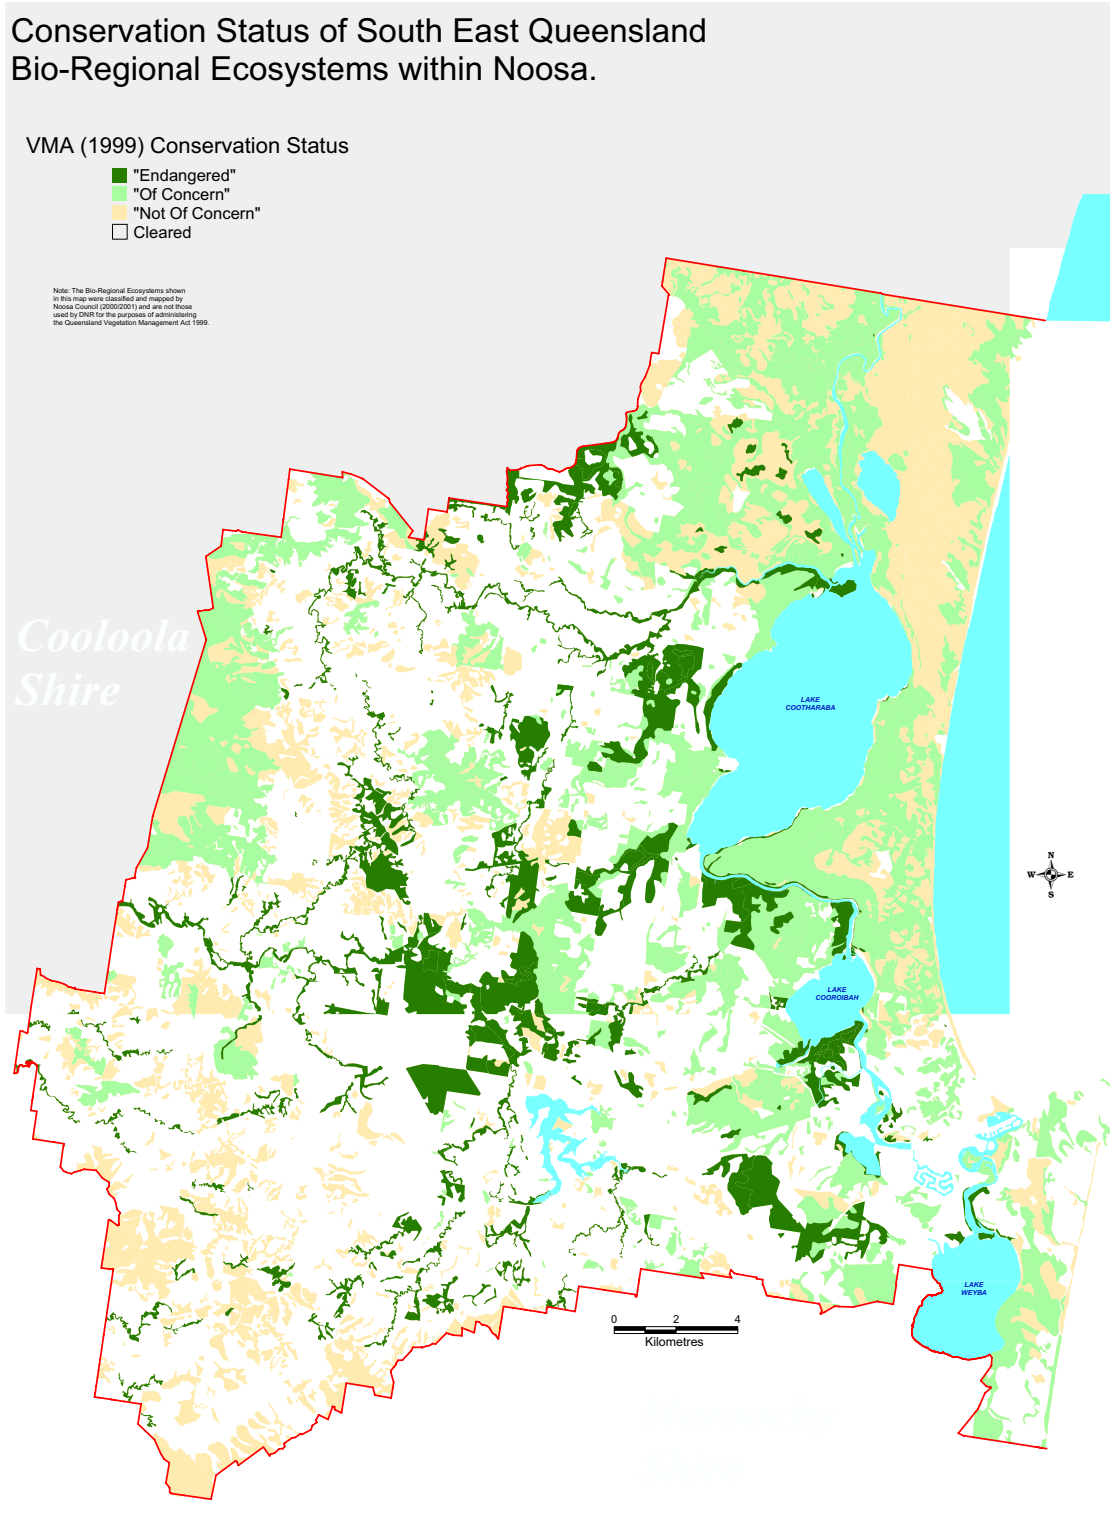 Conservation Status of South East Queensland
Bio-Regional Ecosystems within Noosa.
VMA (1999) Conservation Status
"Endangered"
"Of Concern"
"Not Of Concern"
Cleared
Note: The Bio-Regional Ecosystems shown
in this map were classified and mapped by
Noosa Council (2000/2001) and are not those
used by DNR for the purposes of administering
the Queensland Vegetation Management Act 1999.
Cooloola
Shire
LAKE
COOTHARABA
N
W E
S
LAKE
COOROIBAH
LAKE
WEYBA
0 2 4
Kilometres